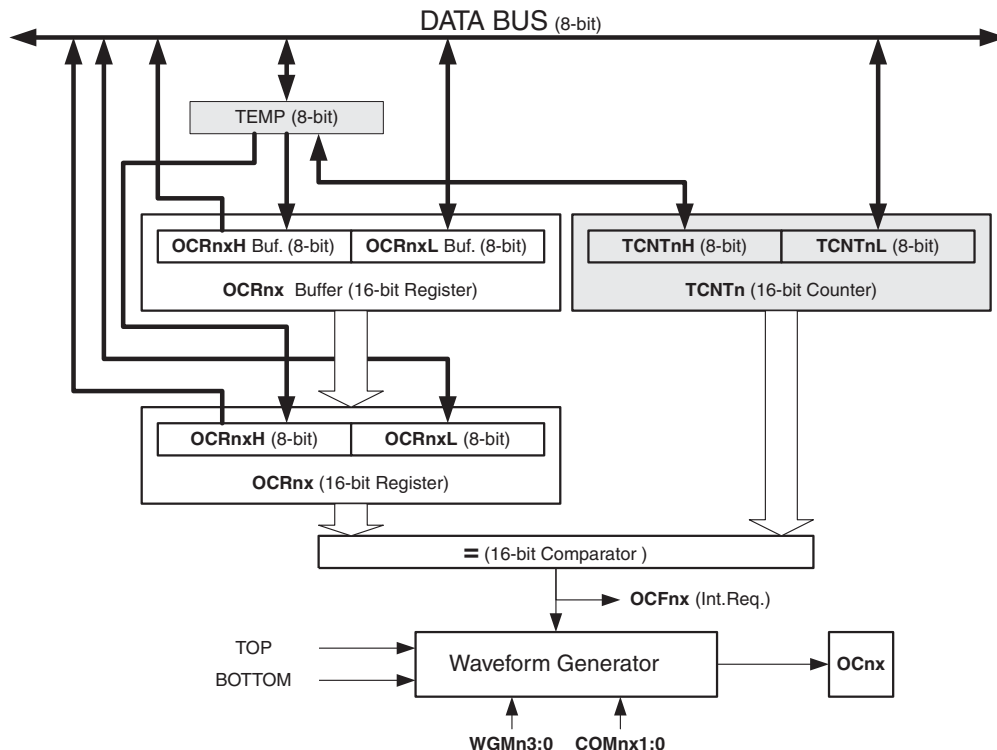 DATA BUS (8-bit)
TEMP (8-bit)
OCRnxH Buf. (8-bit)
OCRnxL Buf. (8-bit)
OCRnx Buffer (16-bit Register)
TCNTnH (8-bit)
TCNTnL (8-bit)
TCNTn (16-bit Counter)
OCRnxH (8-bit)
OCRnxL (8-bit)
OCRnx (16-bit Register)
= (16-bit Comparator )
OCFnx (Int.Req.)
TOP
BOTTOM
Waveform Generator
OCnx
WGMn3:0
COMnx1:0